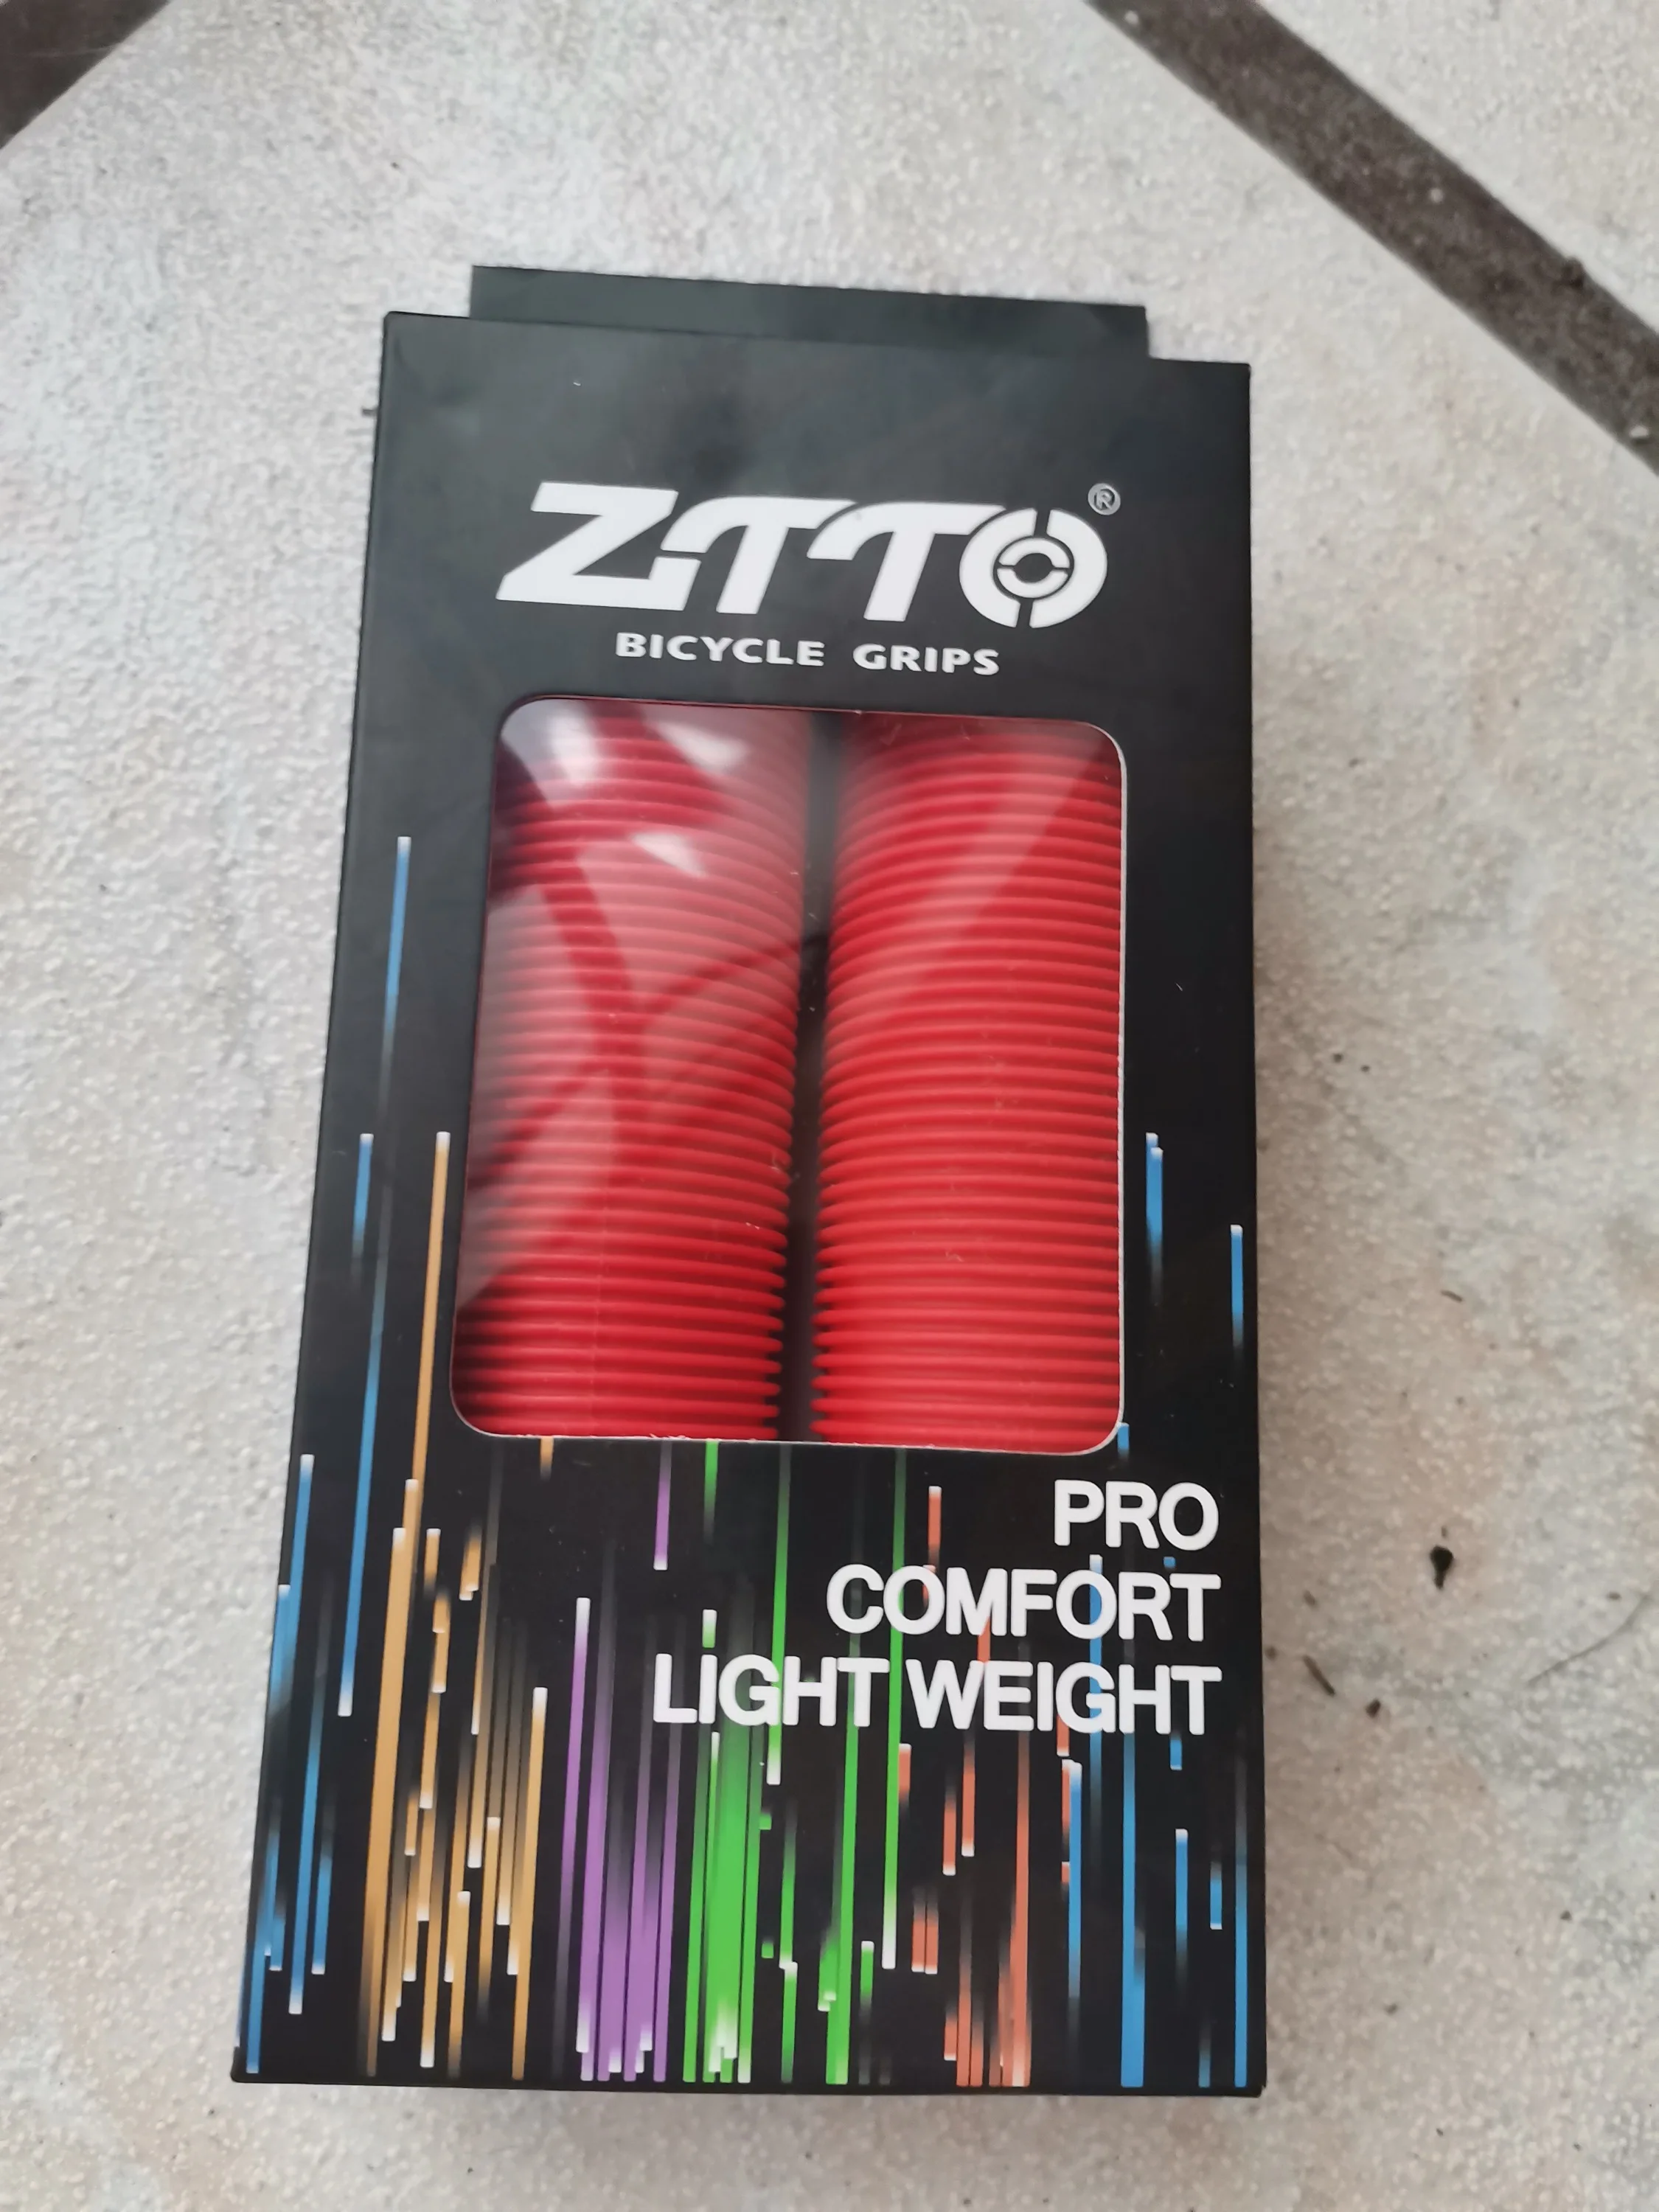 ZTTO®
BICYCLE GRIPS
PRO
COMFORT
LIGHT WEIGHT